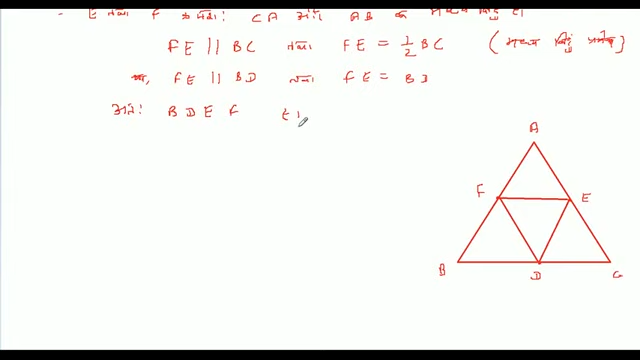 E तथा F क्रमशः CA और AB के मध्य बिंदु है
FE || BC तथा FE = 1/2 BC (मध्य बिंदु
FE || BD तथा FE = BD
अतः BDEF है।
A
F E
B D C